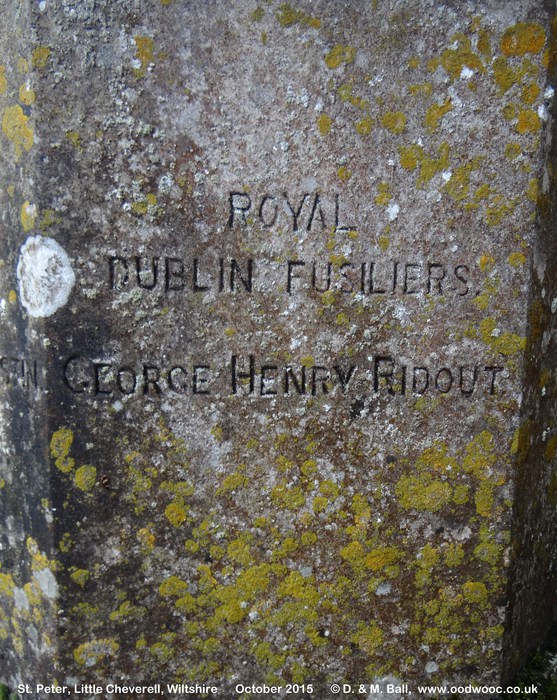 ROYAL
DUBLIN FUSILIERS.
GEORGE HENRY RIDOUT
St. Peter, Little Cheverell, Wiltshire October 2015 © D. & M. Ball, www.oodwooc.co.uk